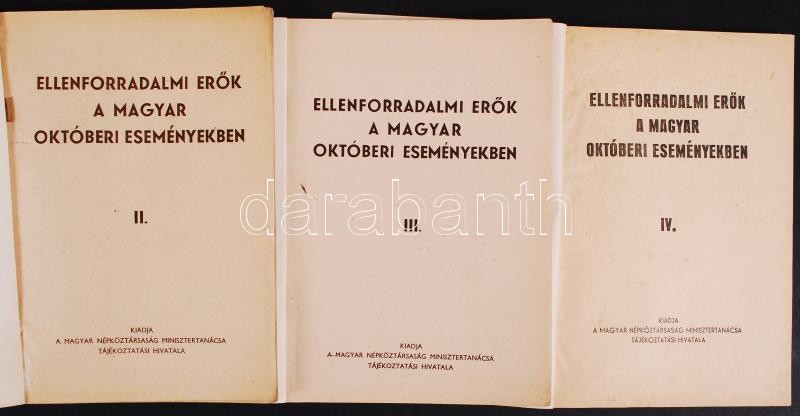 ELLENFORRADALMI ERŐK
A MAGYAR
OKTÓBERI ESEMÉNYEKBEN
II.
KIADJA
A MAGYAR NÉPKÖZTÁRSASÁG MINISZTERTANÁCSA
TÁJÉKOZTATÁSI HIVATALA
ELLENFORRADALMI ERŐK
A MAGYAR
OKTÓBERI ESEMÉNYEKBEN
III.
KIADJA
A MAGYAR NÉPKÖZTÁRSASÁG MINISZTERTANÁCSA
TÁJÉKOZTATÁSI HIVATALA
ELLENFORRADALMI ERŐK
A MAGYAR
OKTÓBERI ESEMÉNYEKBEN
IV.
KIADJA
A MAGYAR NÉPKÖZTÁRSASÁG MINISZTERTANÁCSA
TÁJÉKOZTATÁSI HIVATALA
darabanth